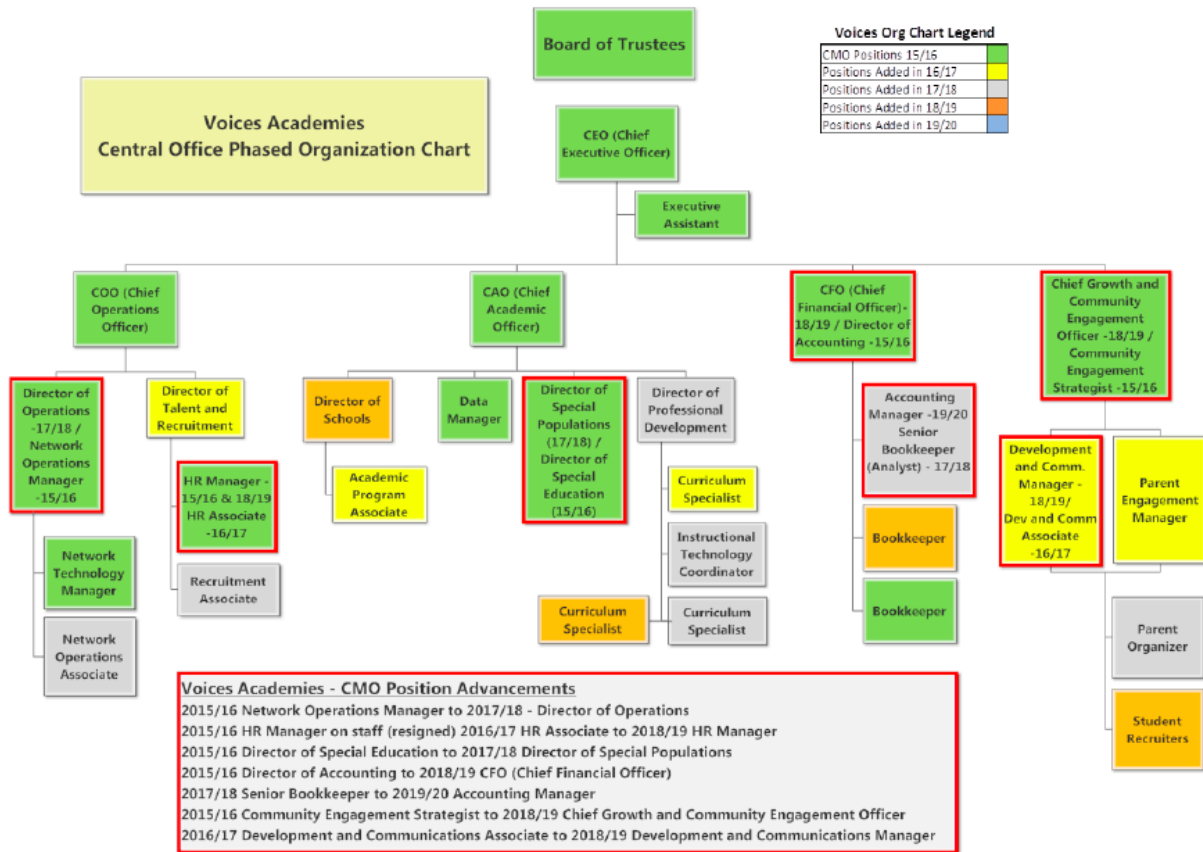 Board of Trustees
Voices Org Chart Legend
CMO Positions 15/16
Positions Added in 16/17
Positions Added in 17/18
Positions Added in 18/19
Positions Added in 19/20
Voices Academies
Central Office Phased Organization Chart
CEO (Chief
Executive Officer)
Executive
Assistant
COO (Chief
Operations
Officer)
CAO (Chief
Academic
Officer)
CFO (Chief
Financial Officer)-
18/19 / Director of
Accounting -15/16
Chief Growth and
Community
Engagement
Officer -18/19 /
Community
Engagement
Strategist -15/16
Director of
Operations
-17/18 /
Network
Operations
Manager
-15/16
Director of
Talent and
Recruitment
HR Manager -
15/16 & 18/19
HR Associate
-16/17
Recruitment
Associate
Network
Technology
Manager
Network
Operations
Associate
Director of
Schools
Academic
Program
Associate
Data
Manager
Director of
Special
Populations
(17/18) /
Director of
Special
Education
(15/16)
Director of
Professional
Development
Curriculum
Specialist
Instructional
Technology
Coordinator
Curriculum
Specialist
Curriculum
Specialist
Accounting
Manager -19/20
Senior
Bookkeeper
(Analyst) - 17/18
Bookkeeper
Bookkeeper
Development
and Comm.
Manager -
18/19/
Dev and Comm
Associate
-16/17
Parent
Engagement
Manager
Parent
Organizer
Student
Recruiters
Voices Academies - CMO Position Advancements
2015/16 Network Operations Manager to 2017/18 - Director of Operations
2015/16 HR Manager on staff (resigned) 2016/17 HR Associate to 2018/19 HR Manager
2015/16 Director of Special Education to 2017/18 Director of Special Populations
2015/16 Director of Accounting to 2018/19 CFO (Chief Financial Officer)
2017/18 Senior Bookkeeper to 2019/20 Accounting Manager
2015/16 Community Engagement Strategist to 2018/19 Chief Growth and Community Engagement Officer
2016/17 Development and Communications Associate to 2018/19 Development and Communications Manager